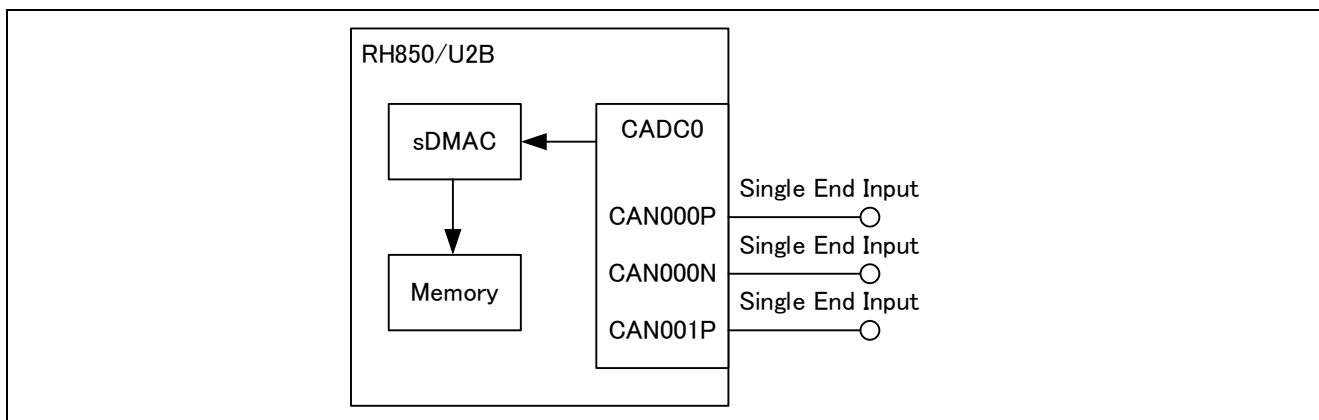 RH850/U2B
sDMAC
CADC0
Memory
CAN000P
Single End Input
CAN000N
Single End Input
CAN001P
Single End Input